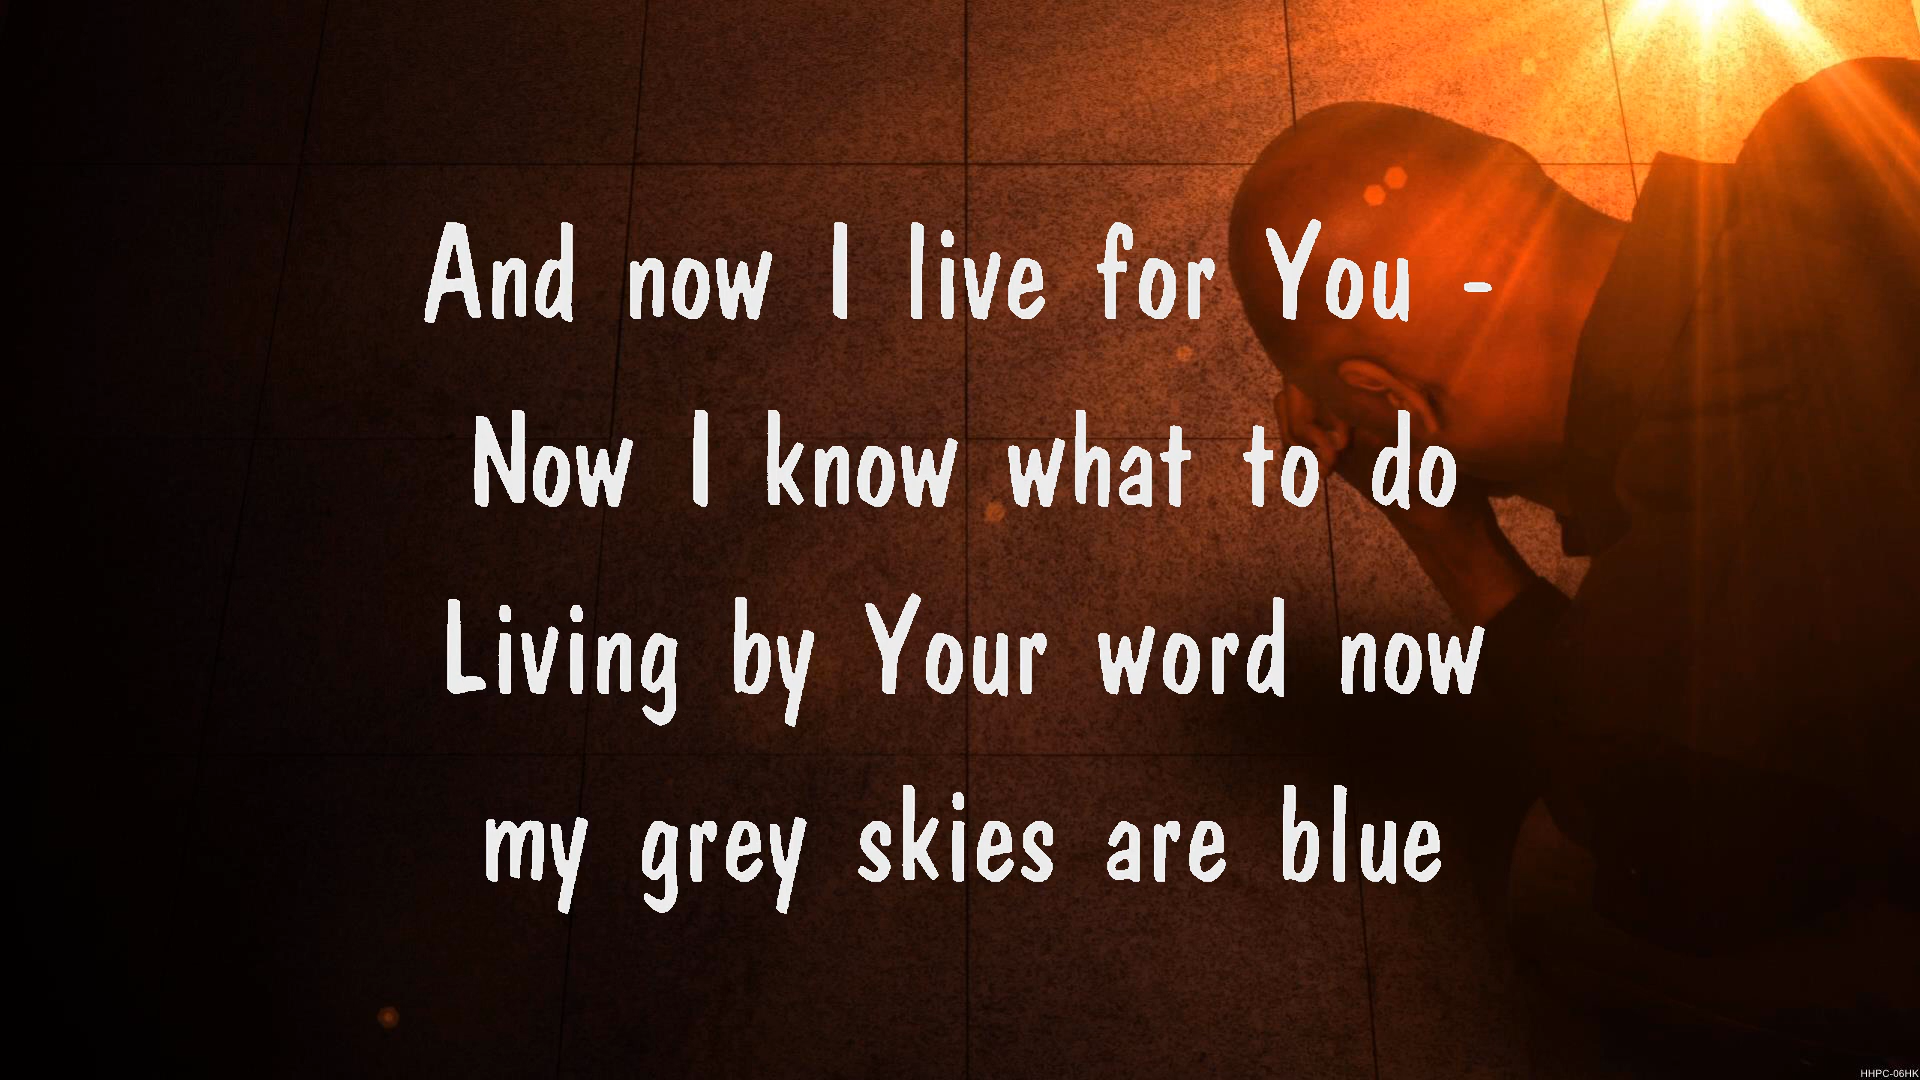 And now I live for You -
Now I know what to do
Living by Your word now
my grey skies are blue
HHPC-06HK